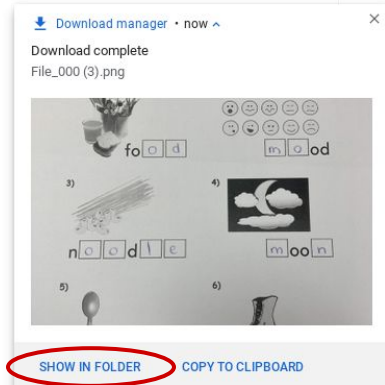 Download manager • now
Download complete
File_000 (3).png
food
mood
3)
4)
noodle
moon
5)
6)
SHOW IN FOLDER
COPY TO CLIPBOARD